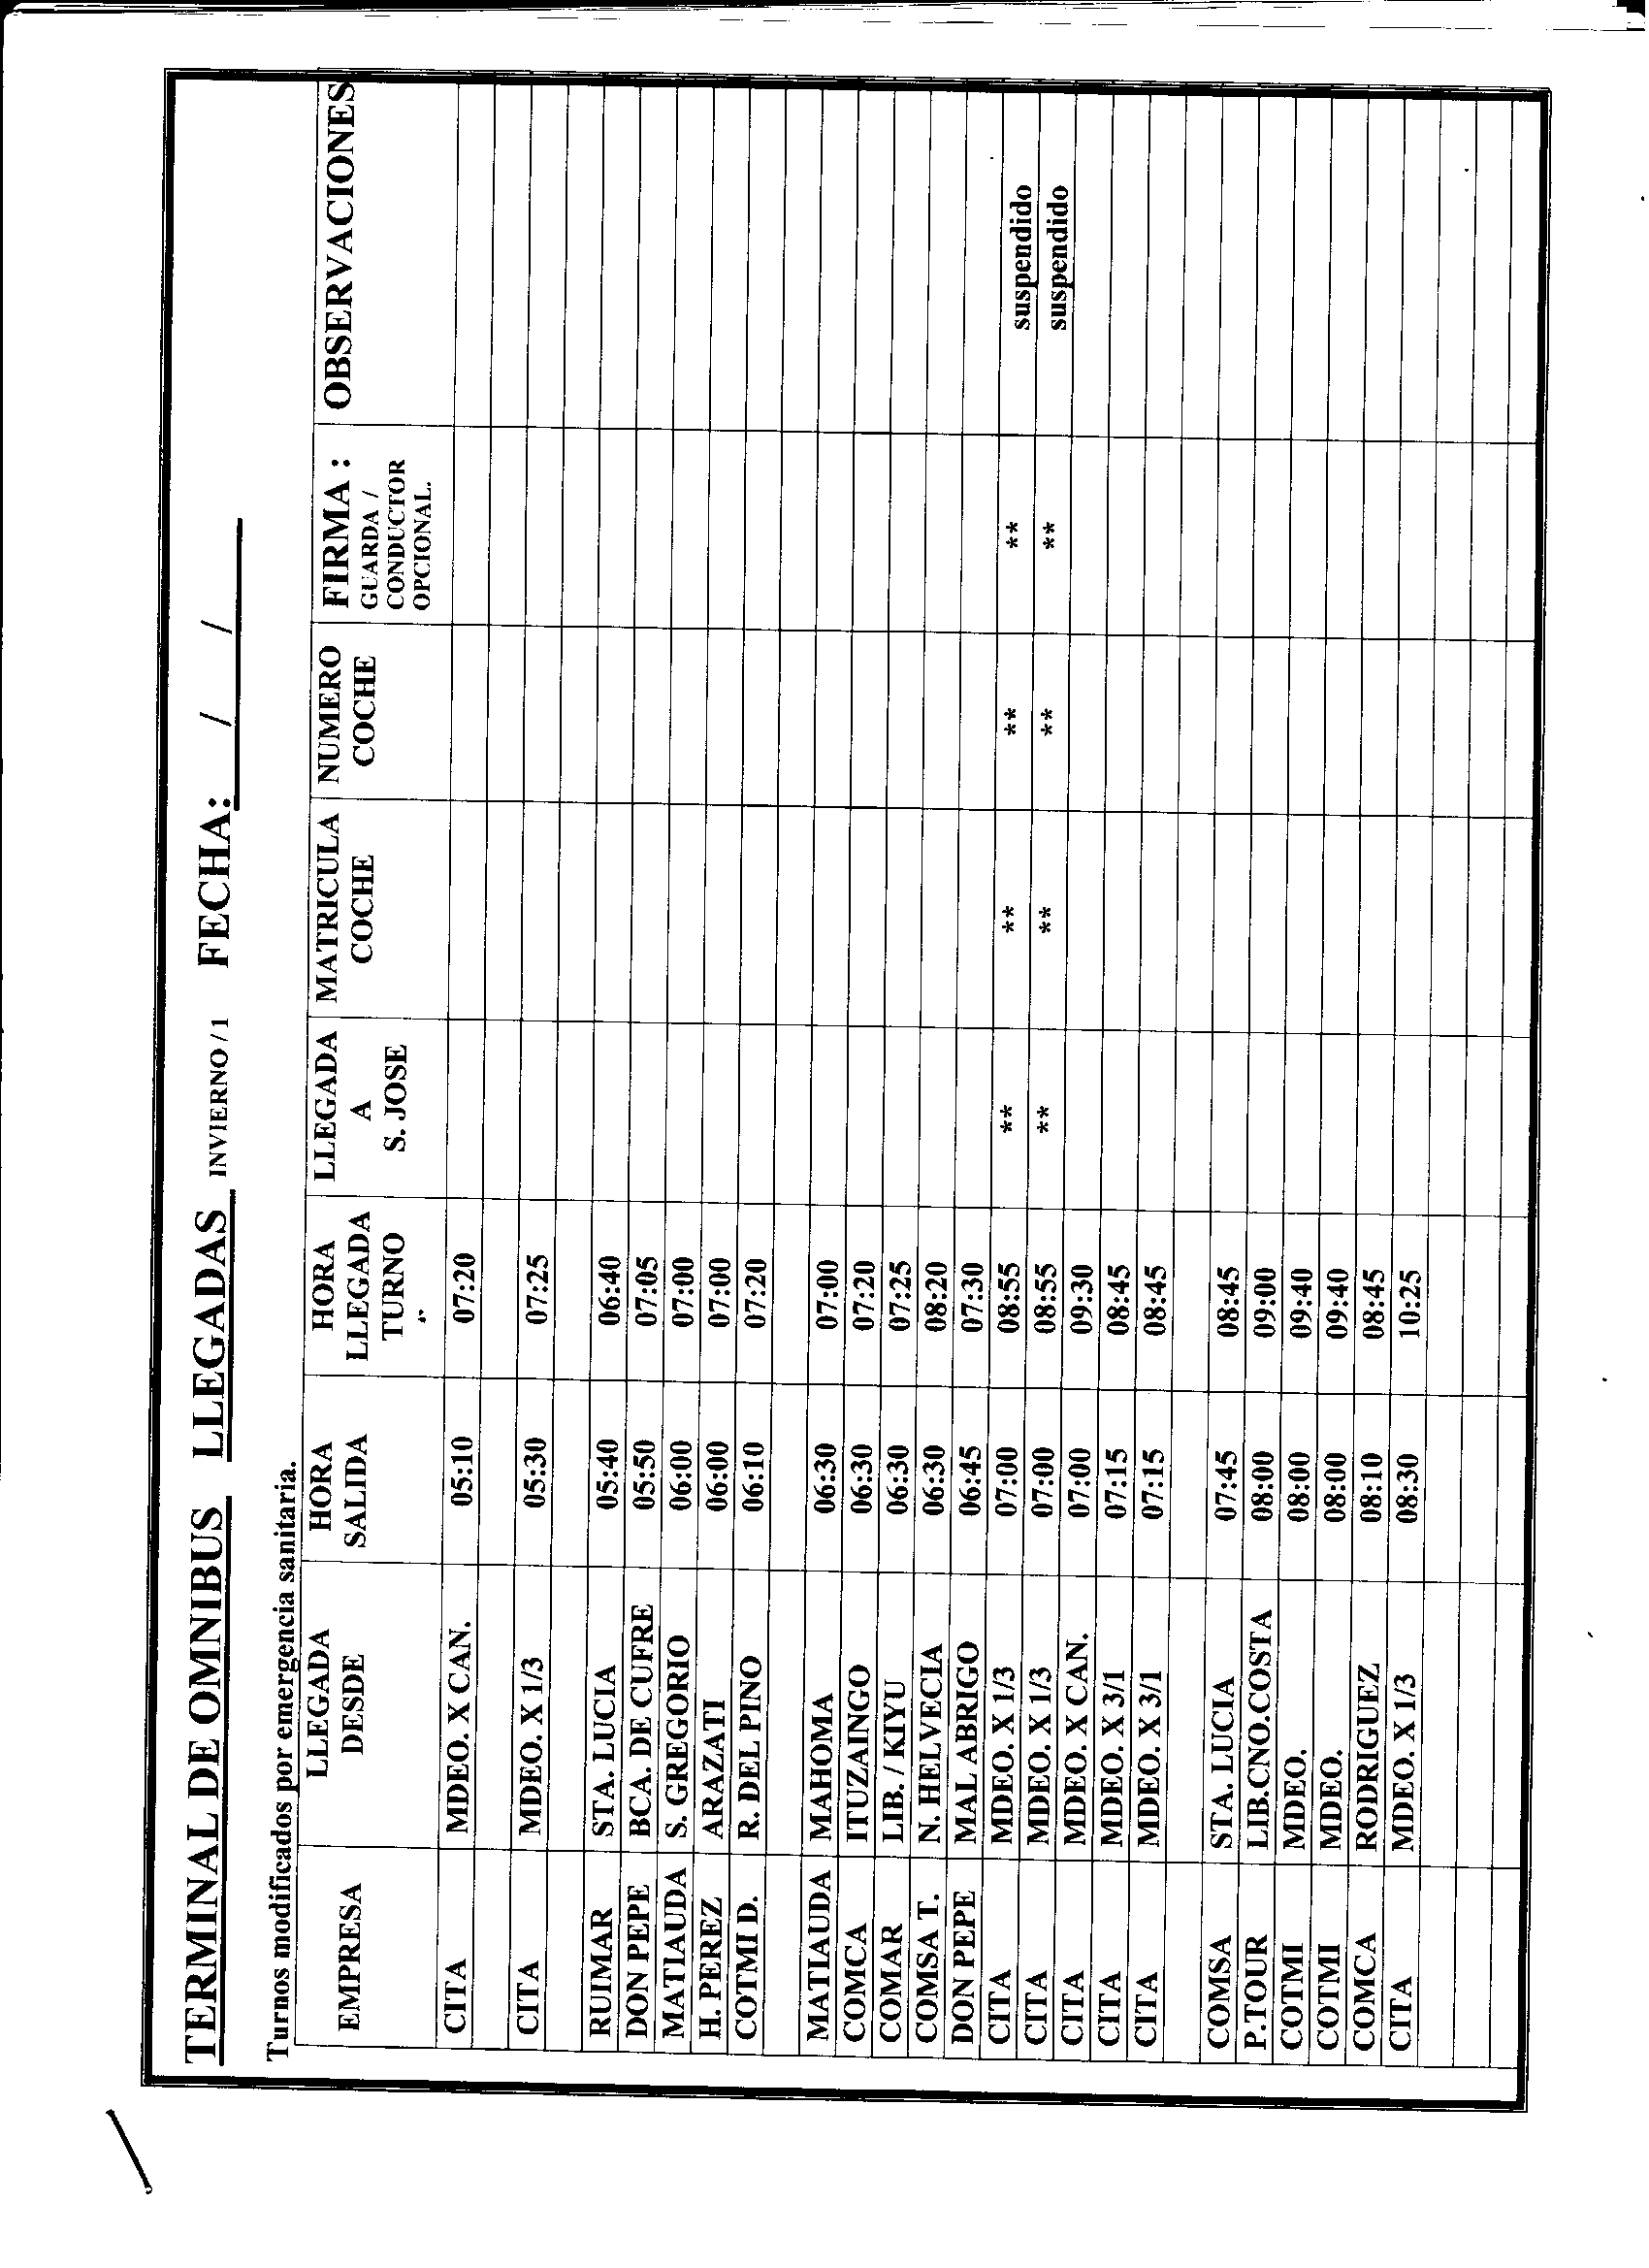 TERMINAL DE OMNIBUS LLEGADAS INVIERNO / 1 FECHA: / /
Turnos modificados por emergencia sanitaria.
EMPRESA LLEGADA DESDE HORA SALIDA HORA LLEGADA TURNO LLEGADA A S. JOSE MATRICULA COCHE NUMERO COCHE FIRMA : GUARDA / CONDUCTOR OPCIONAL. OBSERVACIONES
CITA MDEO. X CAN. 05:10 07:20
CITA MDEO. X 1/3 05:30 07:25
RUIMAR STA. LUCIA 05:40 06:40
DON PEPE BCA. DE CUFRE 05:50 07:05
MATIAUDA S. GREGORIO 06:00 07:00
H. PEREZ ARAZATI 06:00 07:00
COTMI D. R. DEL PINO 06:10 07:20
MATIAUDA MAHOMA 06:30 07:00
COMCA ITUZAINGO 06:30 07:20
COMAR LIB. / KIYU 06:30 07:25
COMSA T. N. HELVECIA 06:30 08:20
DON PEPE MAL ABRIGO 06:45 07:30
CITA MDEO. X 1/3 07:00 08:55 ** ** ** ** suspendido
CITA MDEO. X 1/3 07:00 08:55 ** ** ** ** suspendido
CITA MDEO. X CAN. 07:00 09:30
CITA MDEO. X 3/1 07:15 08:45
CITA MDEO. X 3/1 07:15 08:45
COMSA STA. LUCIA 07:45 08:45
P.TOUR LIB.CNO.COSTA 08:00 09:00
COTMI MDEO. 08:00 09:40
COTMI MDEO. 08:00 09:40
COMCA RODRIGUEZ 08:10 08:45
CITA MDEO. X 1/3 08:30 10:25